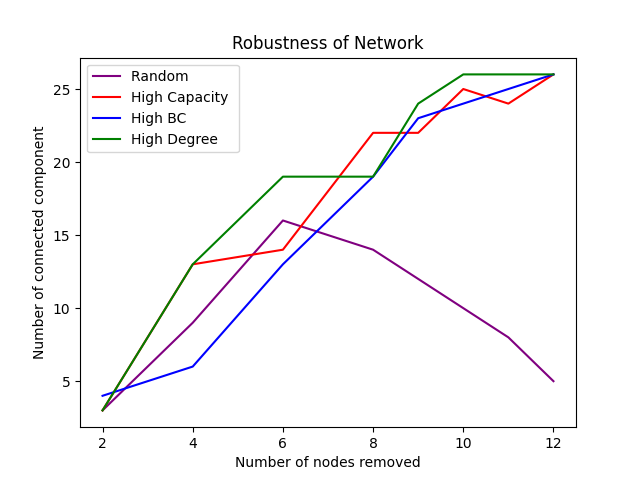 Robustness of Network
Random
High Capacity
High BC
High Degree
Number of connected component
25
20
15
10
5
2 4 6 8 10 12
Number of nodes removed